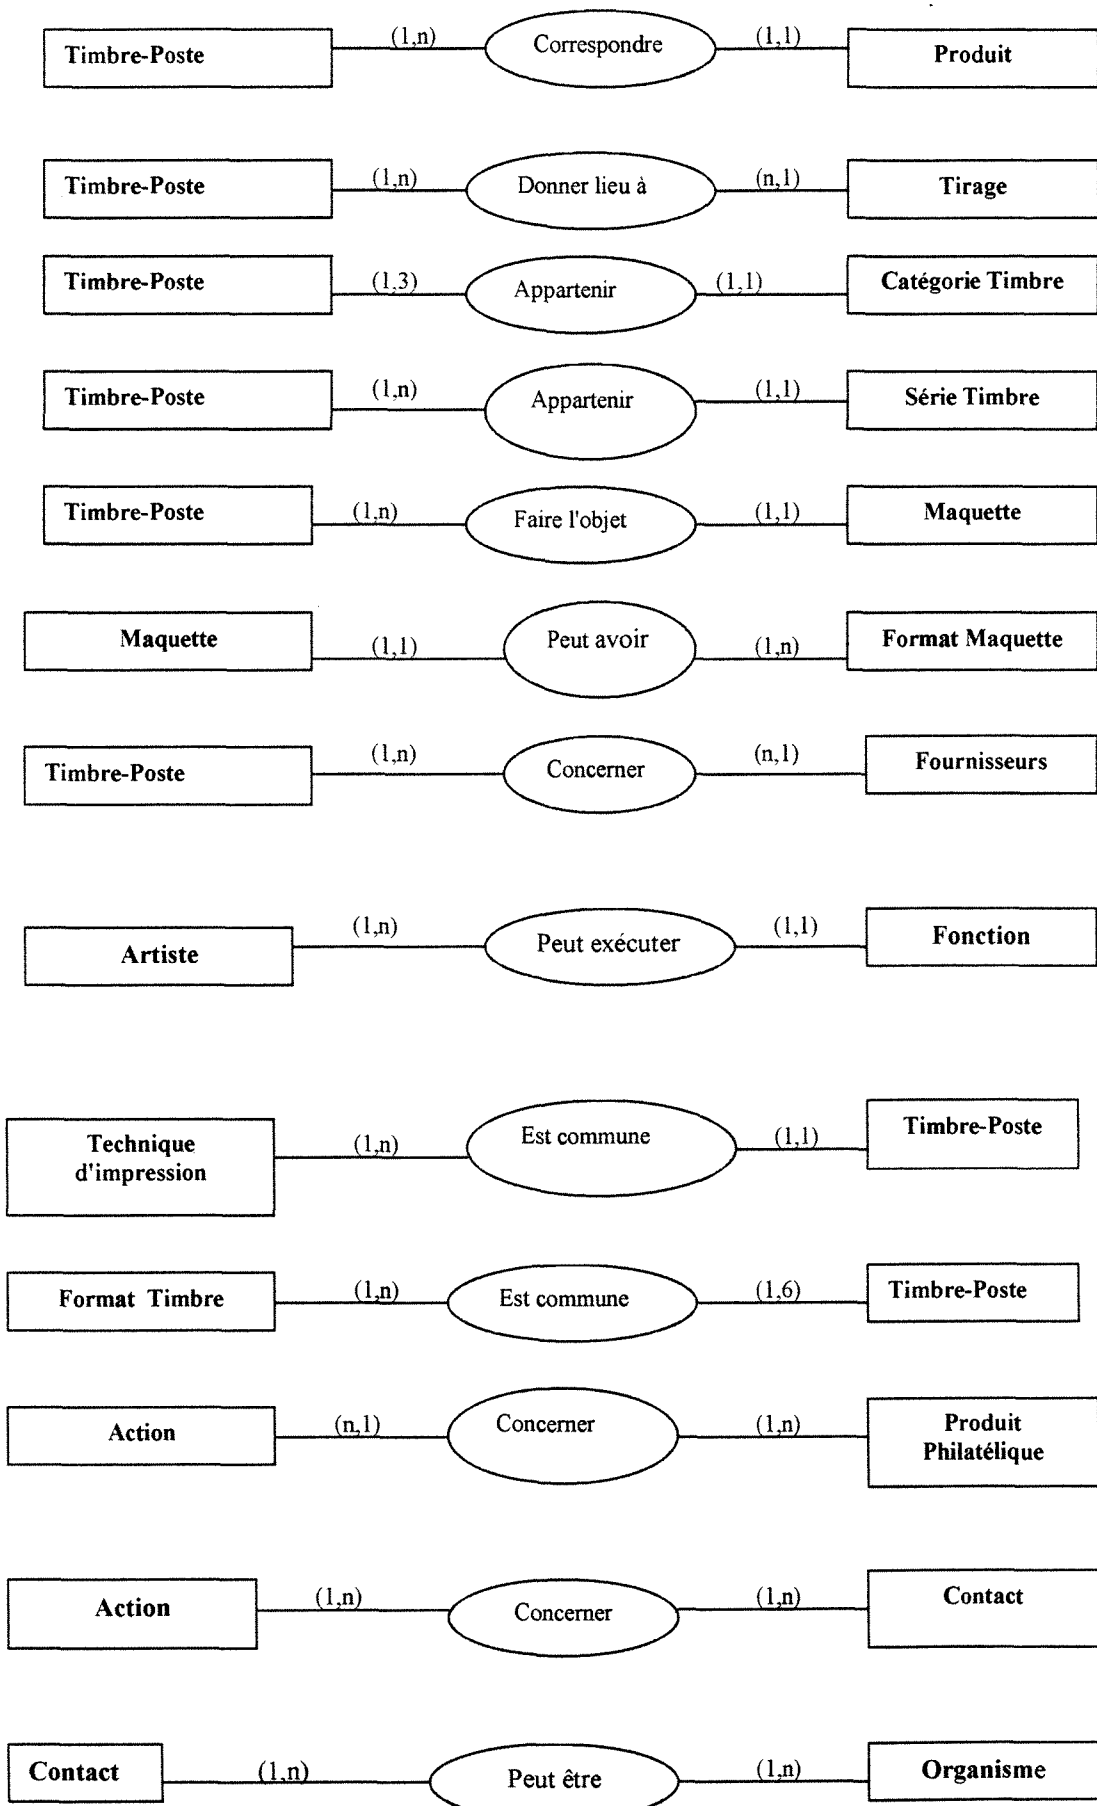 Timbre-Poste (1,n) Correspondre (1,1) Produit
Timbre-Poste (1,n) Donner lieu à (n,1) Tirage
Timbre-Poste (1,3) Appartenir (1,1) Catégorie Timbre
Timbre-Poste (1,n) Appartenir (1,1) Série Timbre
Timbre-Poste (1,n) Faire l'objet (1,1) Maquette
Maquette (1,1) Peut avoir (1,n) Format Maquette
Timbre-Poste (1,n) Concerner (n,1) Fournisseurs
Artiste (1,n) Peut exécuter (1,1) Fonction
Technique
d'impression (1,n) Est commune (1,1) Timbre-Poste
Format Timbre (1,n) Est commune (1,6) Timbre-Poste
Action (n,1) Concerner (1,n) Produit
Philatélique
Action (1,n) Concerner (1,n) Contact
Contact (1,n) Peut être (1,n) Organisme